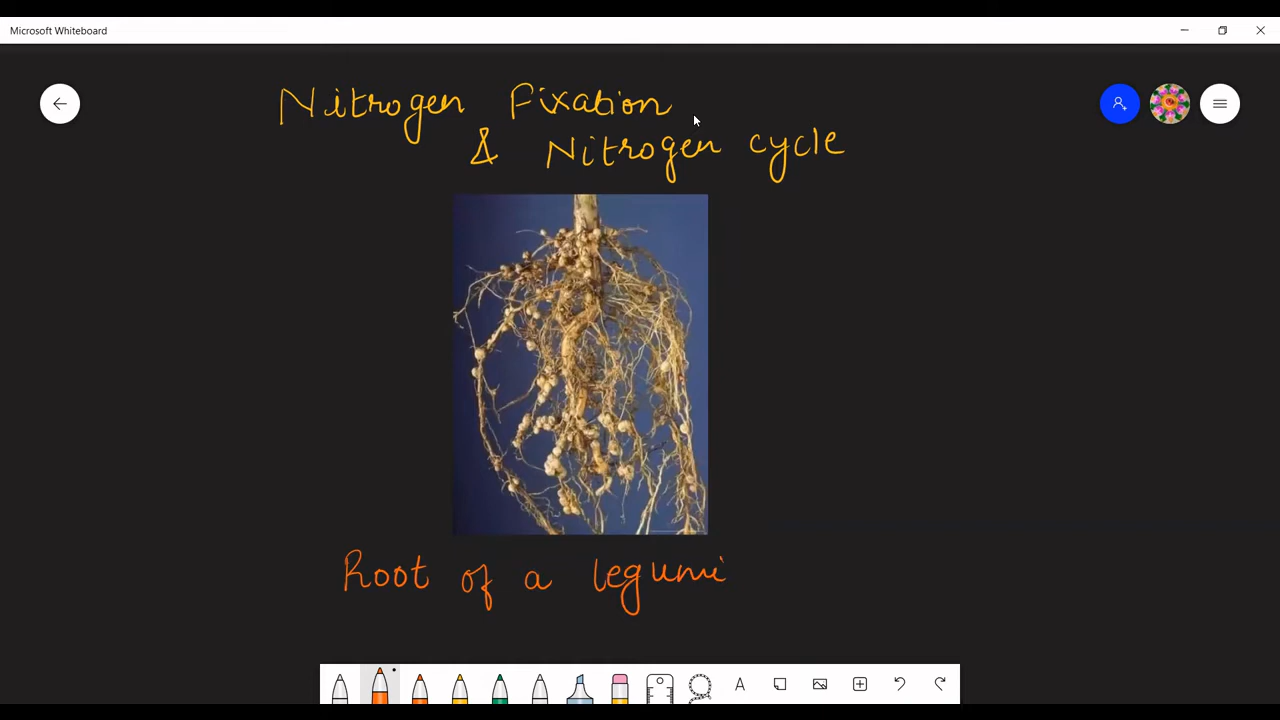 Microsoft Whiteboard
Nitrogen Fixation
& Nitrogen cycle
Root of a legumi